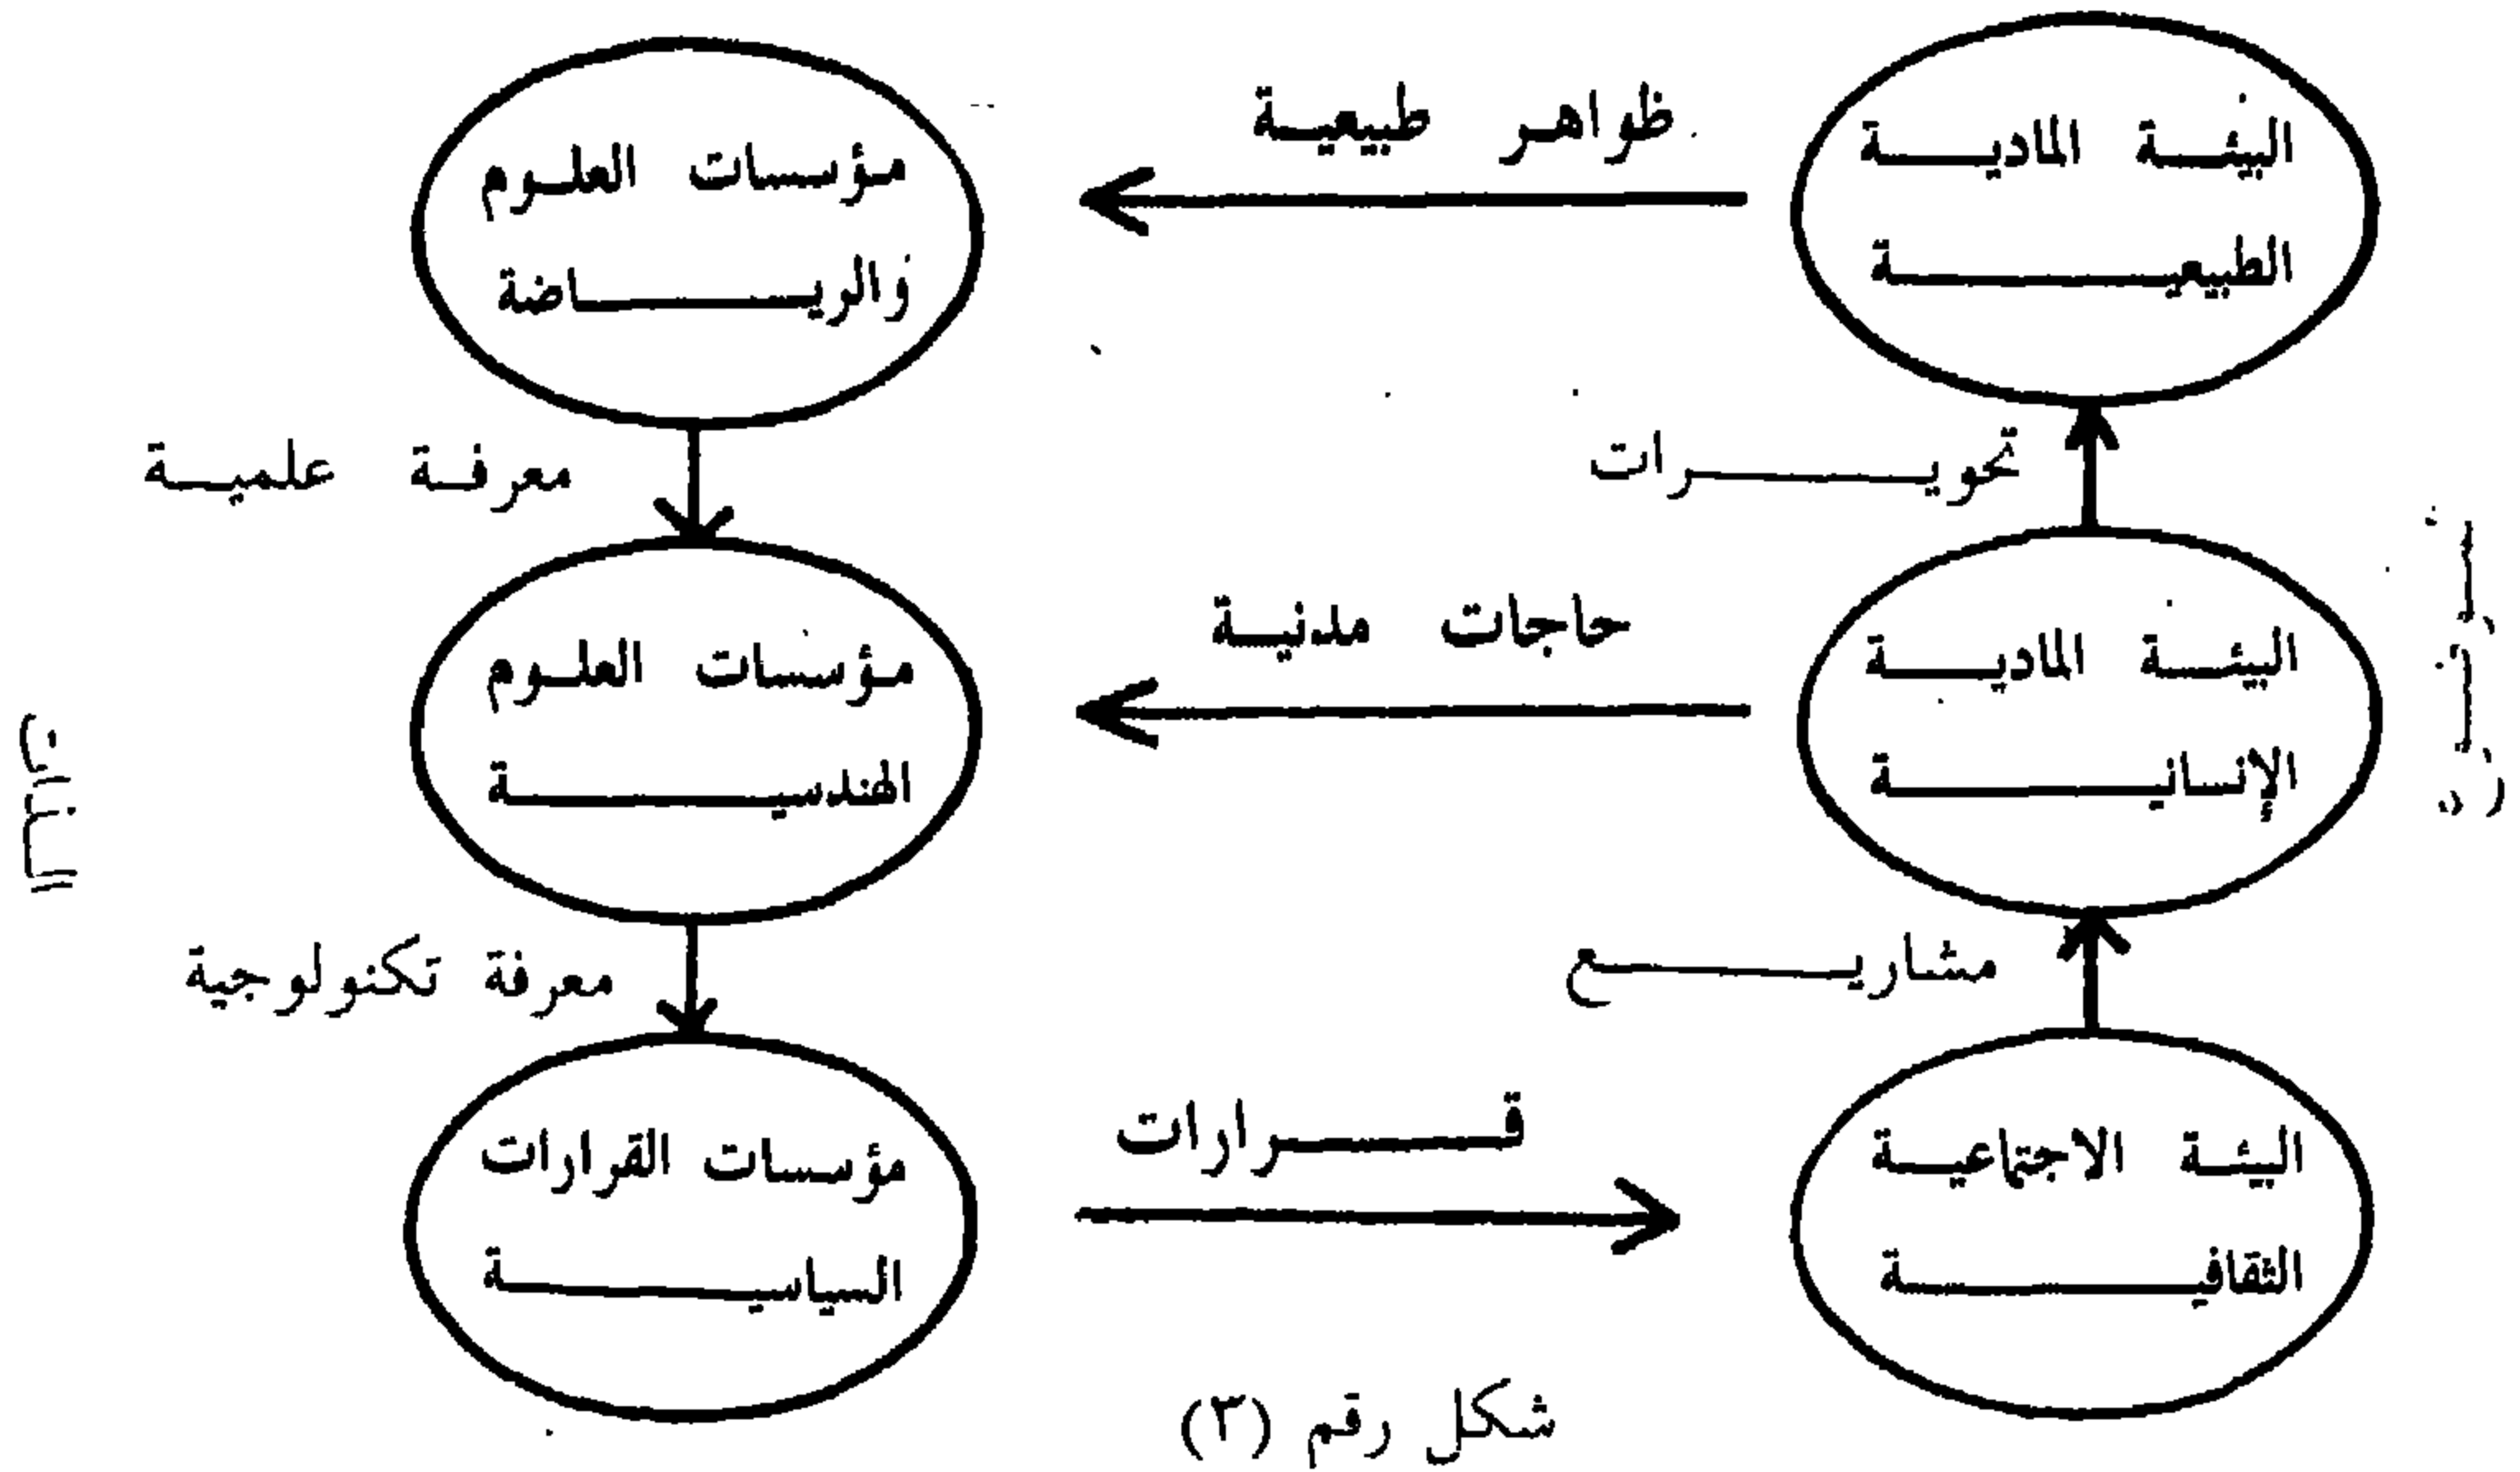 البيئة المادية
الطبيعية
ظواهر طبيعية
مؤسسات العلوم
والرياضة
تحويرات
معرفة علمية
البيئة المادية
الإنسانية
حاجات مدنية
مؤسسات العلوم
الهندسية
مشاريع
معرفة تكنولوجية
البيئة الاجتماعية
الثقافية
قرارات
مؤسسات القرارات
السياسية
شكل رقم (٣)